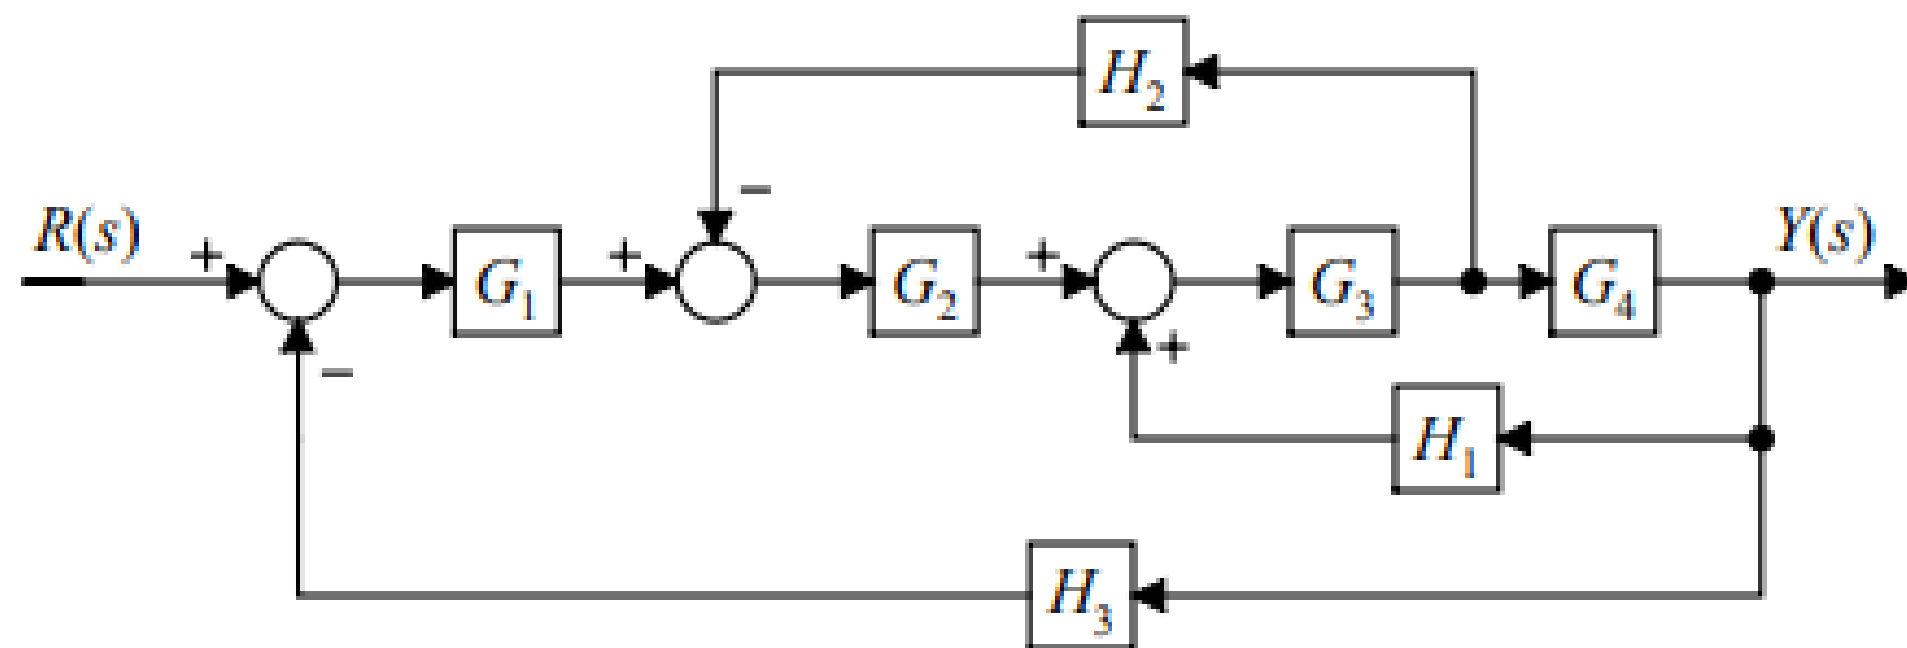 H₂
−
R(s) + G₁ + G₂ + G₃ G₄ Y(s)
− +
H₁
H₃